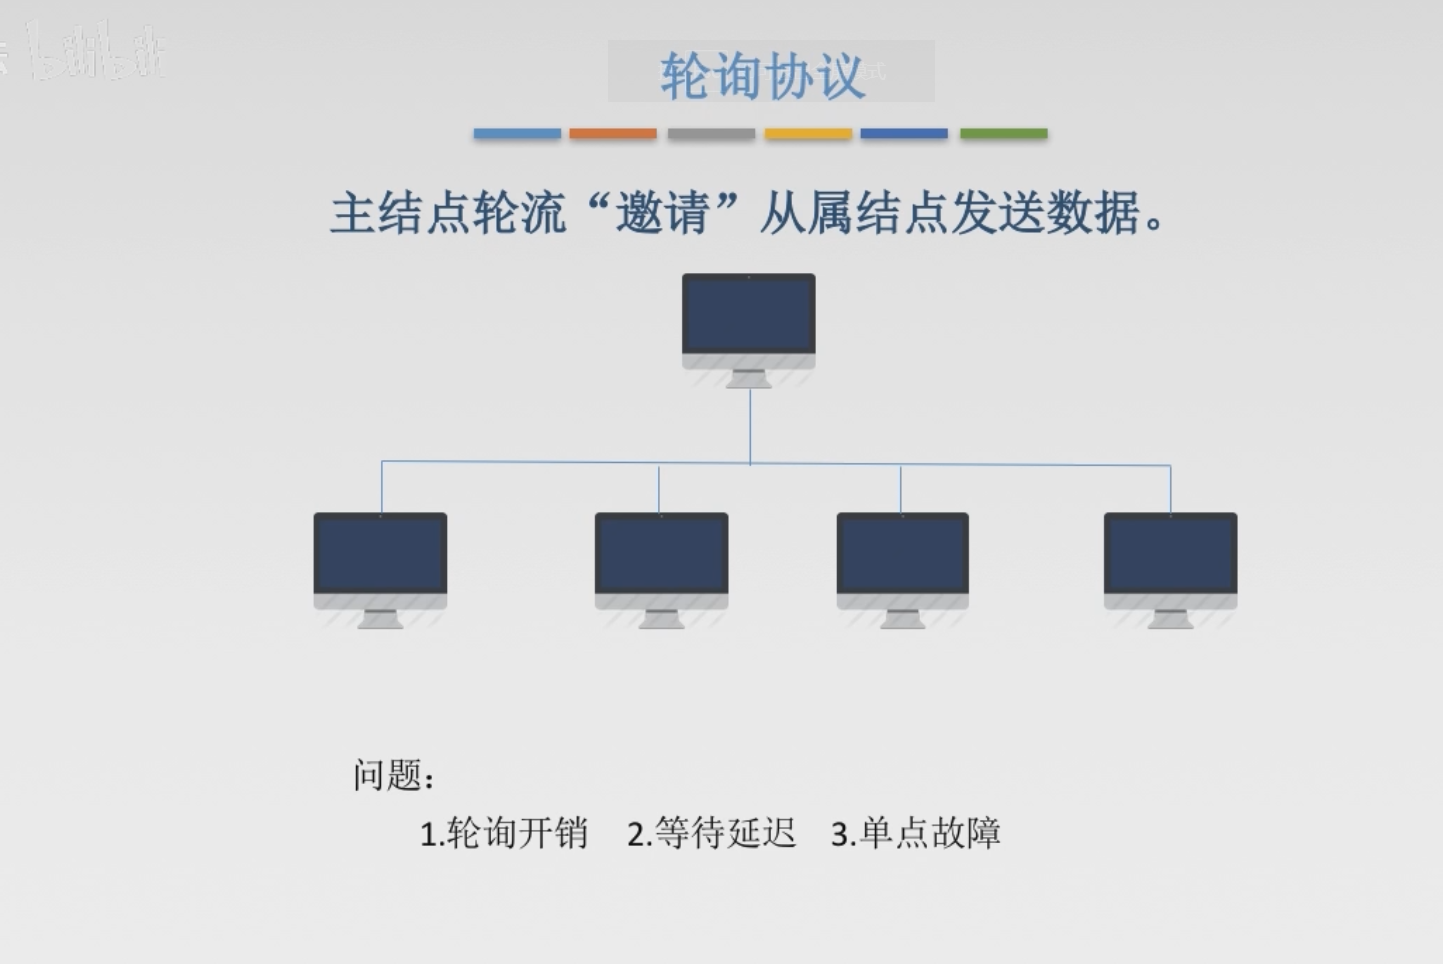 bilibili
轮询协议
主结点轮流“邀请”从属结点发送数据。
问题：
1.轮询开销 2.等待延迟 3.单点故障